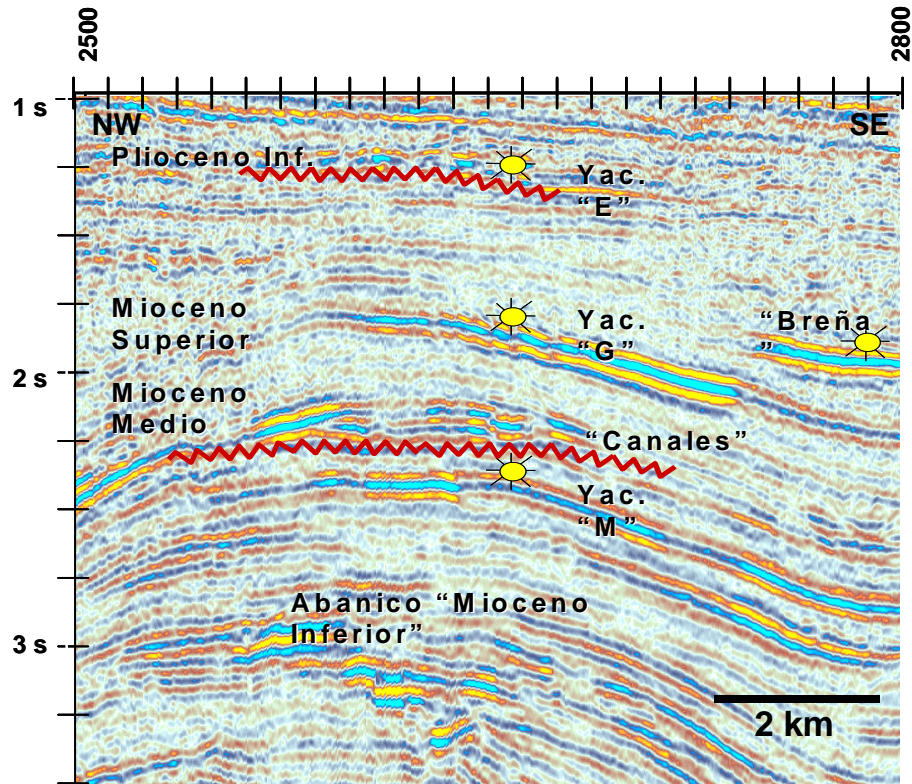 2500
2800
1 s
NW
SE
Plioceno Inf.
Yac.
“E”
Mioceno
Superior
Yac.
“G”
“Breña
”
2 s
Mioceno
Medio
“Canales”
Yac.
“M”
Abanico “Mioceno
Inferior”
3 s
2 km